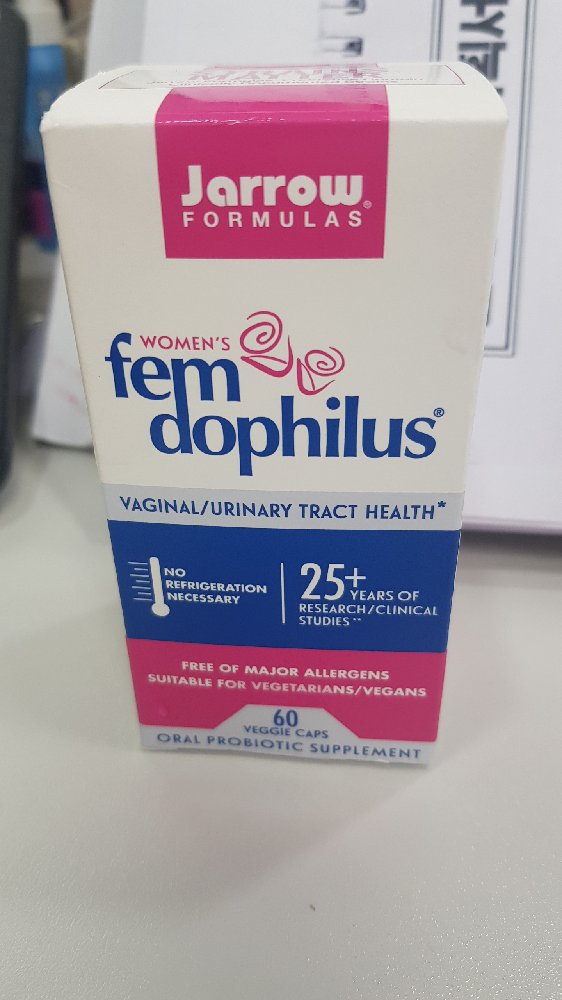 Jarrow®
FORMULAS
WOMEN'S
fem
dophilus®
VAGINAL/URINARY TRACT HEALTH*
NO
REFRIGERATION
NECESSARY
25+ YEARS OF
RESEARCH/CLINICAL
STUDIES**
FREE OF MAJOR ALLERGENS
SUITABLE FOR VEGETARIANS/VEGANS
60
VEGGIE CAPS
ORAL PROBIOTIC SUPPLEMENT